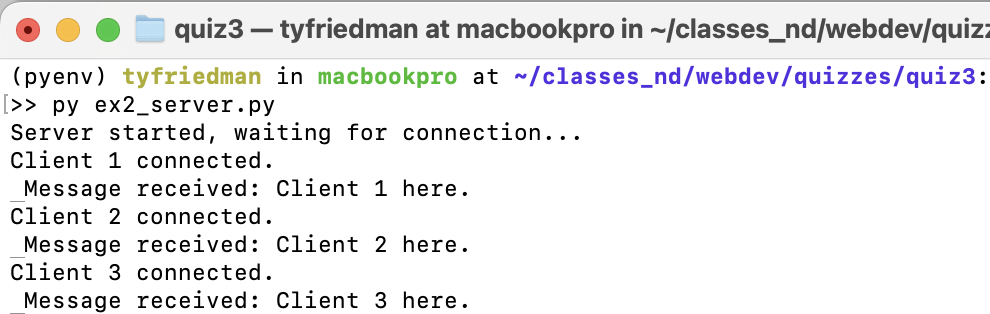 quiz3 — tyfriedman at macbookpro in ~/classes_nd/webdev/quizz
(pyenv) tyfriedman in macbookpro at ~/classes_nd/webdev/quizzes/quiz3:
[>> py ex2_server.py
Server started, waiting for connection...
Client 1 connected.
_Message received: Client 1 here.
Client 2 connected.
_Message received: Client 2 here.
Client 3 connected.
_Message received: Client 3 here.